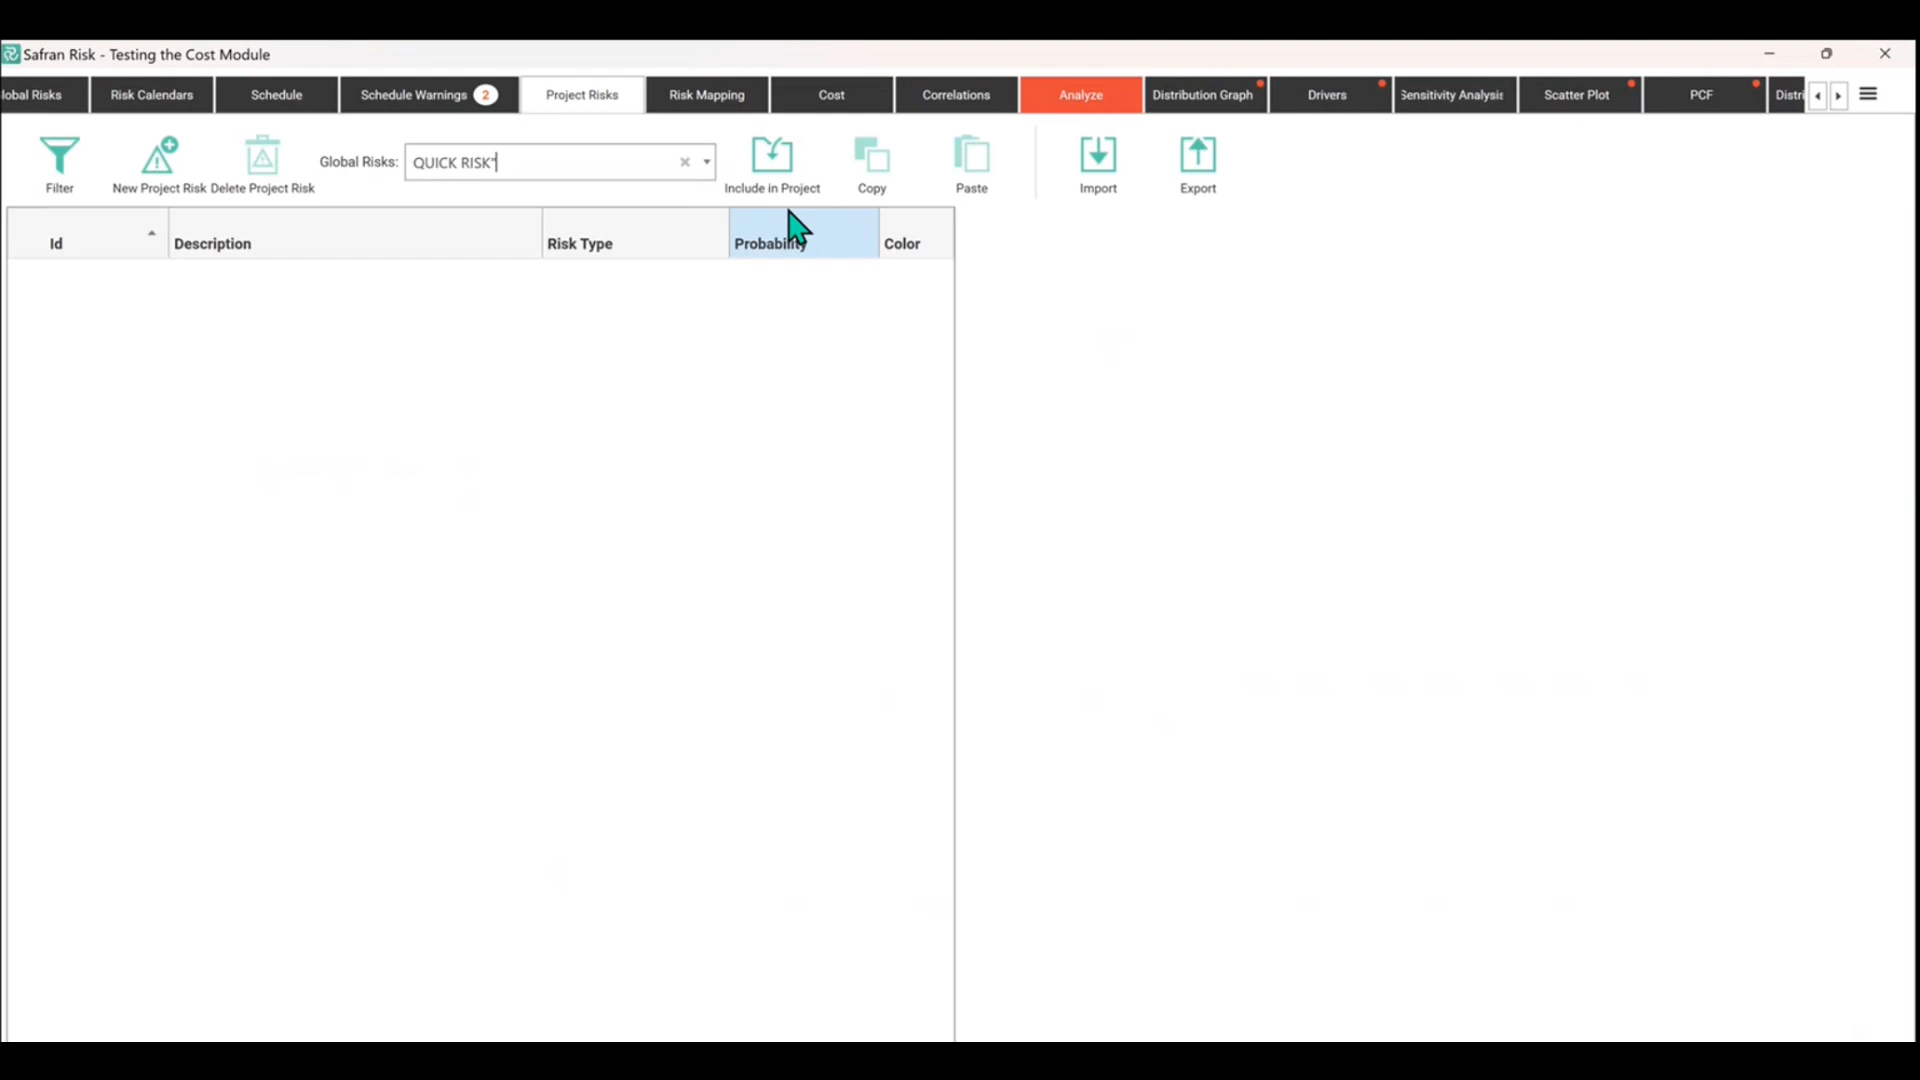 Safran Risk - Testing the Cost Module
lobal Risks Risk Calendars Schedule Schedule Warnings 2 Project Risks Risk Mapping Cost Correlations Analyze Distribution Graph Drivers Sensitivity Analysis Scatter Plot PCF Distri
Global Risks: QUICK RISK"
Filter New Project Risk Delete Project Risk Include in Project Copy Paste Import Export
Id Description Risk Type Probability Color